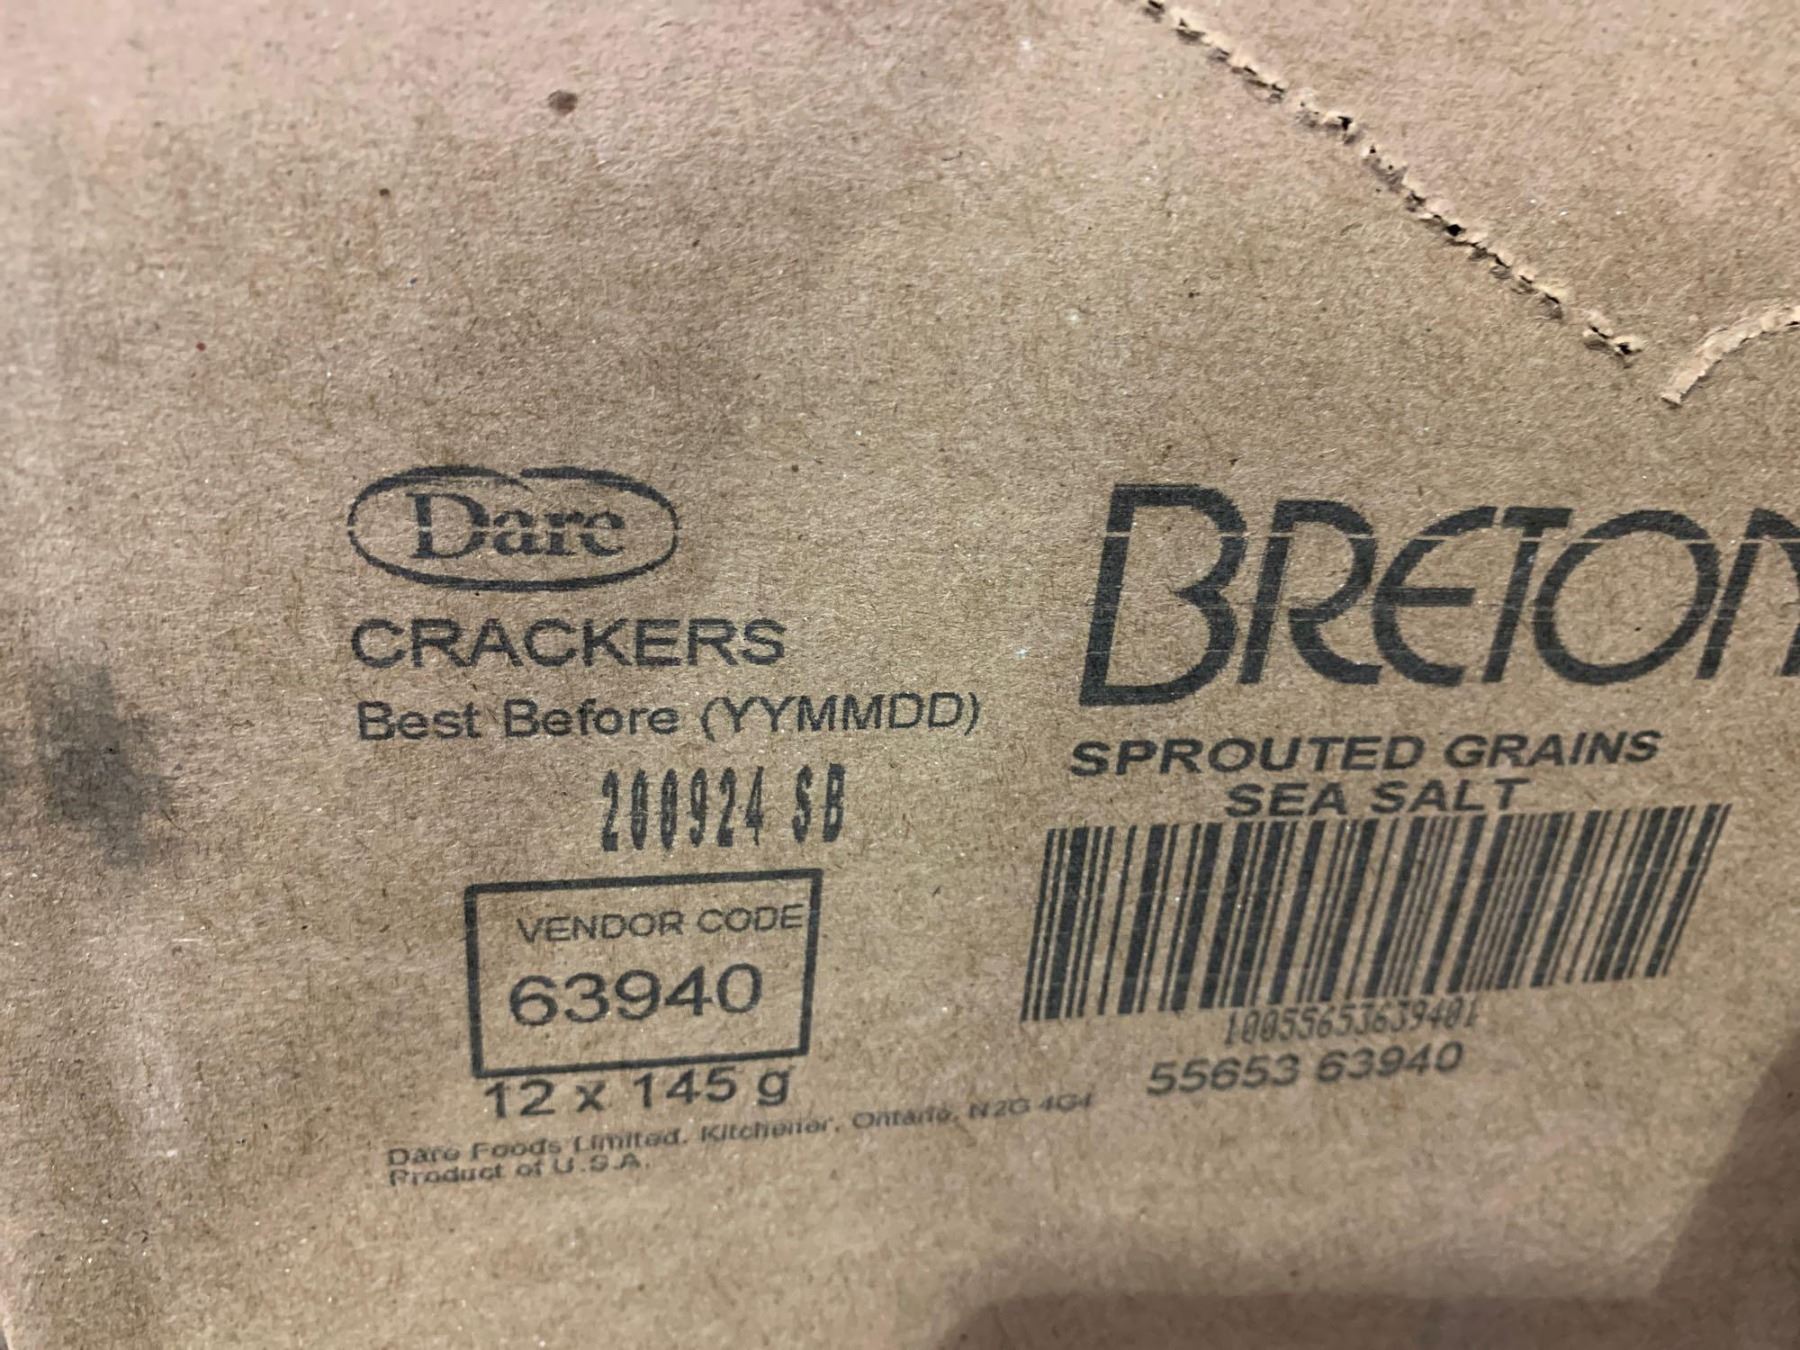 Dare
CRACKERS
Best Before (YYMMDD)
200924 SB
VENDOR CODE
63940
12 x 145 g
Dare Foods Limited. Kitchener, Ontario, N2G 4G4
Product of U.S.A.
BRETON
SPROUTED GRAINS
SEA SALT
10055653639401
55653 63940